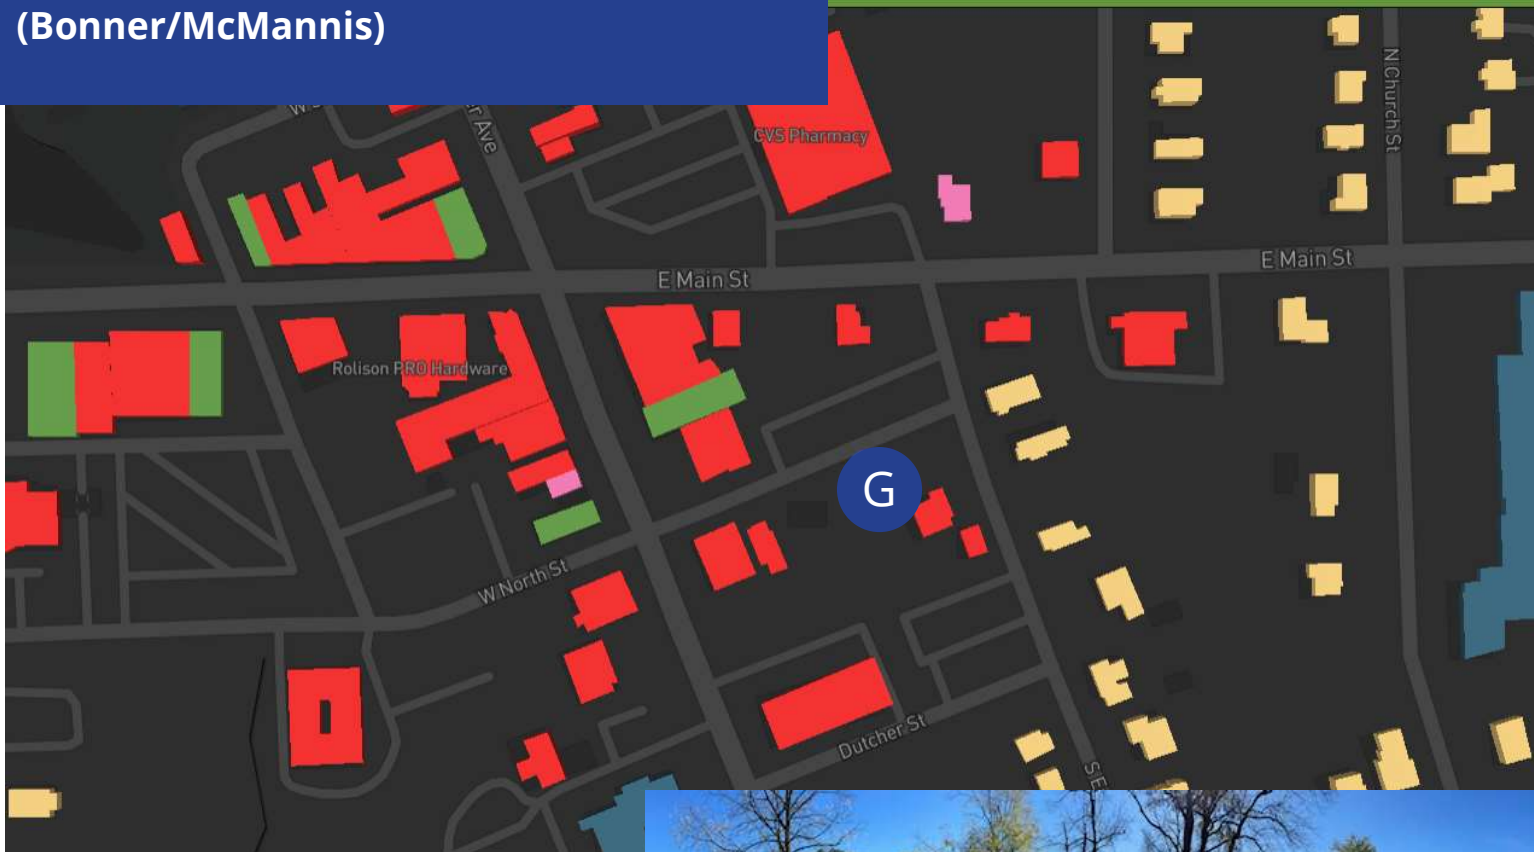 (Bonner/McMannis)
N Church St
CVS Pharmacy
E Main St
E Main St
Rolison PRO Hardware
G
W North St
Dutcher St